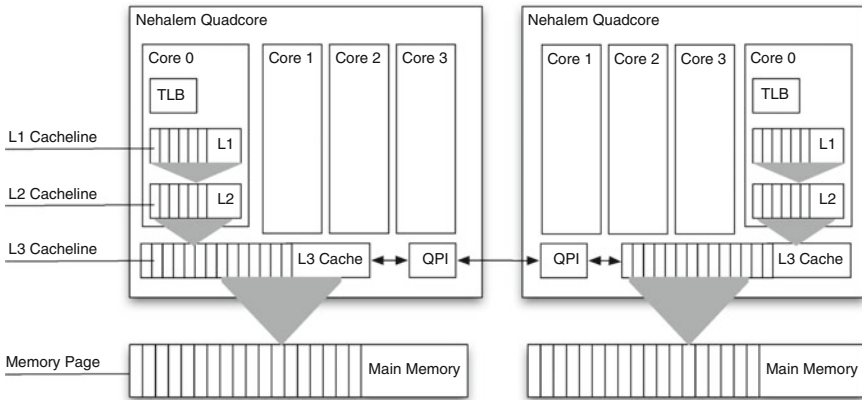 Nehalem Quadcore
Nehalem Quadcore
Core 0
Core 1
Core 2
Core 3
Core 1
Core 2
Core 3
Core 0
TLB
TLB
L1 Cacheline
L1
L1
L2 Cacheline
L2
L2
L3 Cacheline
L3 Cache
QPI
QPI
L3 Cache
Memory Page
Main Memory
Main Memory